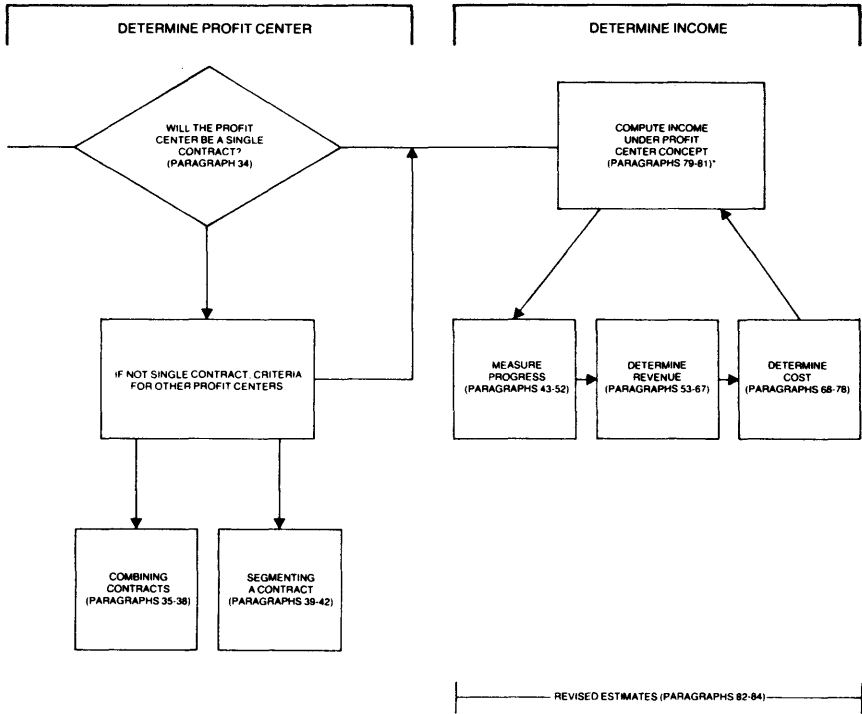 DETERMINE PROFIT CENTER
WILL THE PROFIT
CENTER BE A SINGLE
CONTRACT?
(PARAGRAPH 34)
IF NOT SINGLE CONTRACT, CRITERIA
FOR OTHER PROFIT CENTERS
COMBINING
CONTRACTS
(PARAGRAPHS 35-38)
SEGMENTING
A CONTRACT
(PARAGRAPHS 39-42)
DETERMINE INCOME
COMPUTE INCOME
UNDER PROFIT
CENTER CONCEPT
(PARAGRAPHS 79-81)*
MEASURE
PROGRESS
(PARAGRAPHS 43-52)
DETERMINE
REVENUE
(PARAGRAPHS 53-67)
DETERMINE
COST
(PARAGRAPHS 68-78)
REVISED ESTIMATES (PARAGRAPHS 82-84)